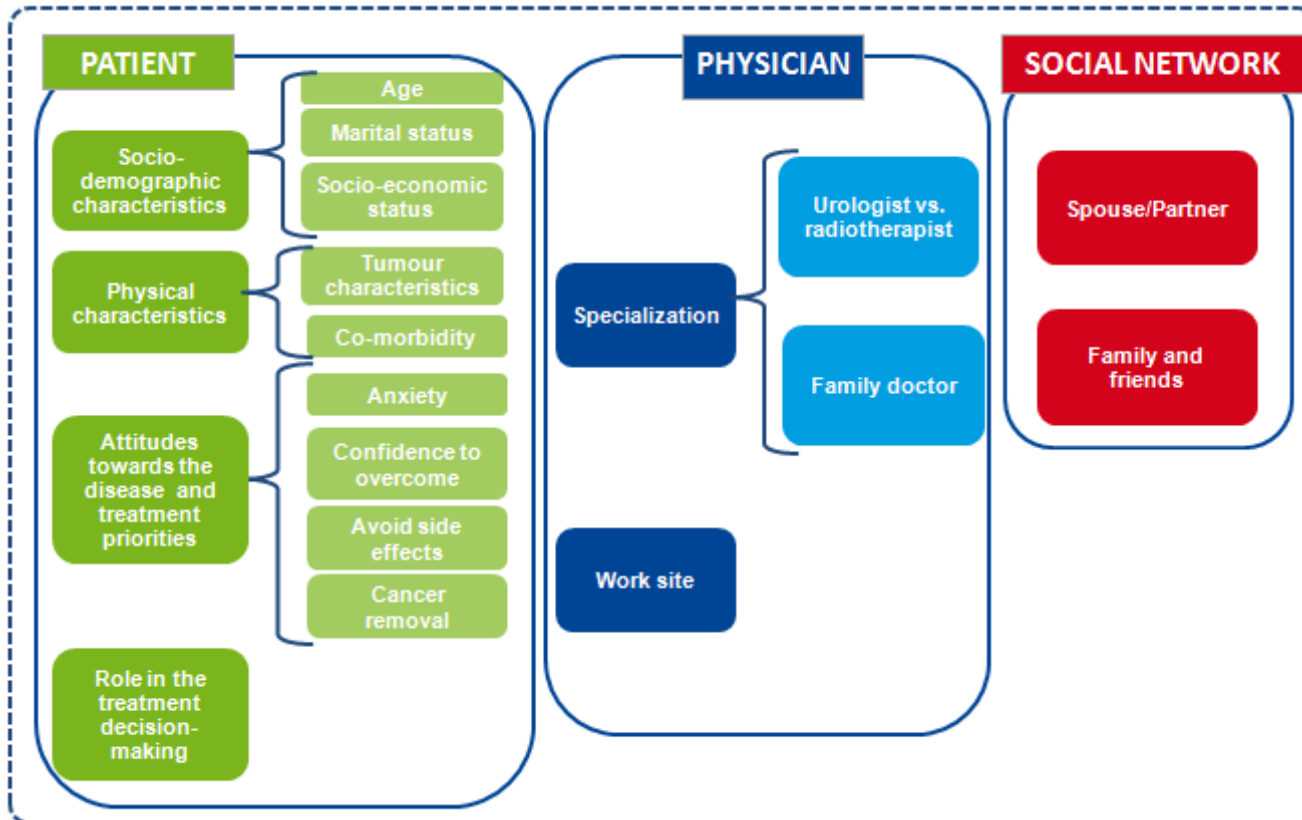 PATIENT
Socio-
demographic
characteristics
Age
Marital status
Socio-economic
status
Physical
characteristics
Tumour
characteristics
Co-morbidity
Attitudes
towards the
disease and
treatment
priorities
Anxiety
Confidence to
overcome
Avoid side
effects
Cancer
removal
Role in the
treatment
decision-
making
PHYSICIAN
Specialization
Urologist vs.
radiotherapist
Family doctor
Work site
SOCIAL NETWORK
Spouse/Partner
Family and
friends